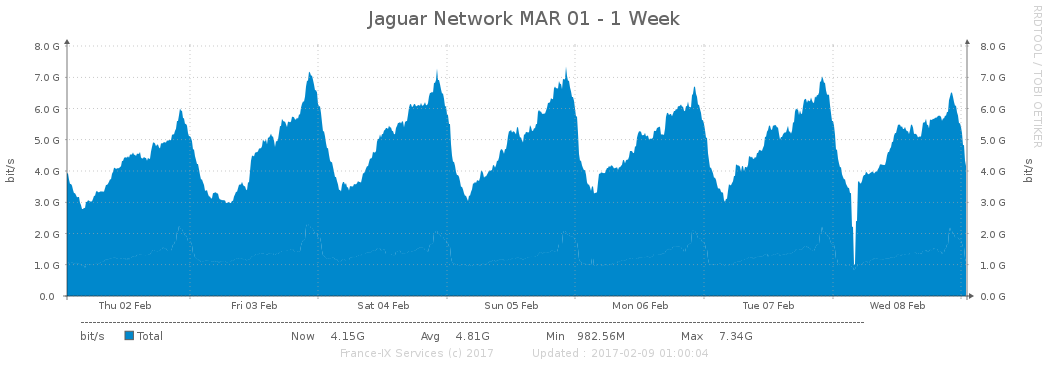 Jaguar Network MAR 01 - 1 Week
RRDTOOL / TOBI OETIKER
bit/s
bit/s
8.0 G 8.0 G
7.0 G 7.0 G
6.0 G 6.0 G
5.0 G 5.0 G
4.0 G 4.0 G
3.0 G 3.0 G
2.0 G 2.0 G
1.0 G 1.0 G
0.0 0.0 G
Thu 02 Feb Fri 03 Feb Sat 04 Feb Sun 05 Feb Mon 06 Feb Tue 07 Feb Wed 08 Feb
bit/s Total Now 4.15G Avg 4.81G Min 982.56M Max 7.34G
France-IX Services (c) 2017 Updated : 2017-02-09 01:00:04